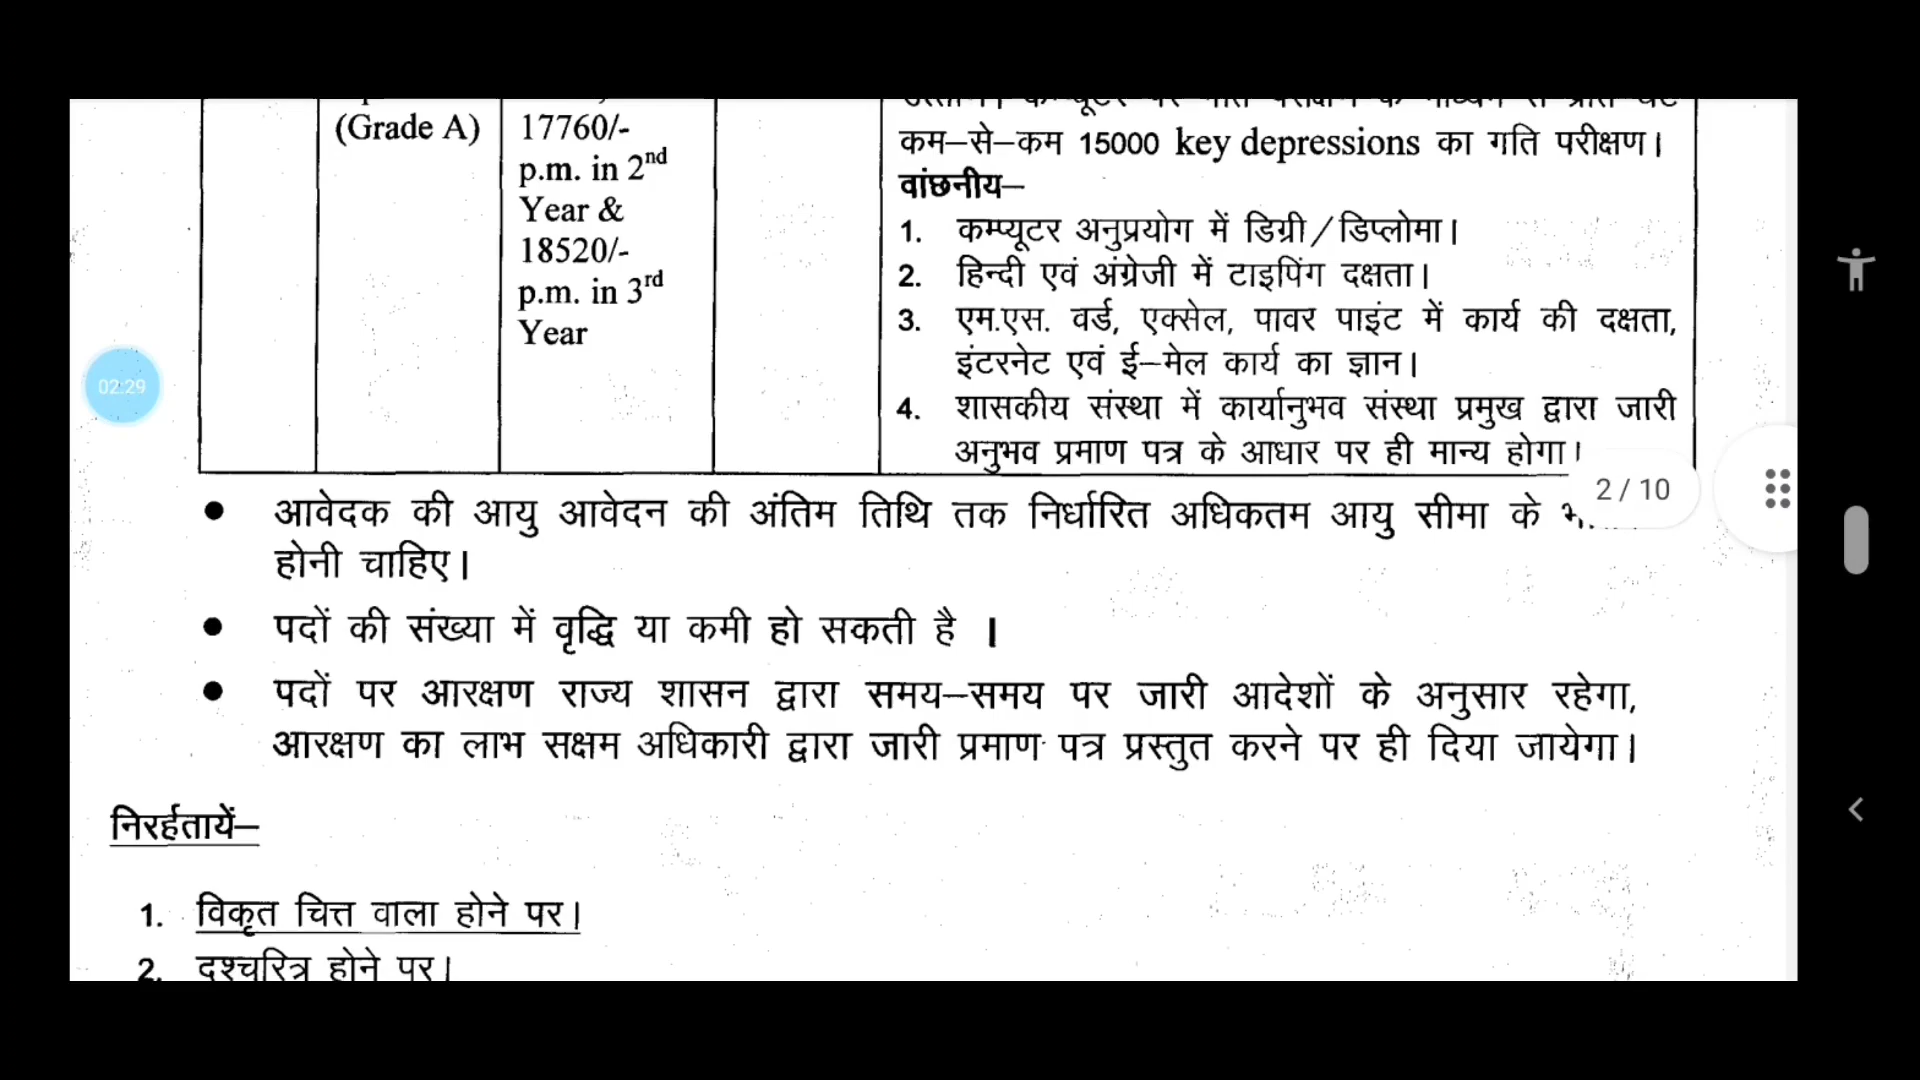 (Grade A)
17760/-
p.m. in 2nd
Year &
18520/-
p.m. in 3rd
Year
कम–से–कम 15000 key depressions का गति परीक्षण।
वांछनीय–
1. कम्प्यूटर अनुप्रयोग में डिग्री/डिप्लोमा।
2. हिन्दी एवं अंग्रेजी में टाइपिंग दक्षता।
3. एम.एस. वर्ड, एक्सेल, पावर पाइंट में कार्य की दक्षता,
इंटरनेट एवं ई–मेल कार्य का ज्ञान।
4. शासकीय संस्था में कार्यानुभव संस्था प्रमुख द्वारा जारी
अनुभव प्रमाण पत्र के आधार पर ही मान्य होगा।
02:29
2 / 10
● आवेदक की आयु आवेदन की अंतिम तिथि तक निर्धारित अधिकतम आयु सीमा के
होनी चाहिए।
● पदों की संख्या में वृद्धि या कमी हो सकती है ।
● पदों पर आरक्षण राज्य शासन द्वारा समय–समय पर जारी आदेशों के अनुसार रहेगा,
आरक्षण का लाभ सक्षम अधिकारी द्वारा जारी प्रमाण पत्र प्रस्तुत करने पर ही दिया जायेगा।
निरर्हतायें–
1. विकृत चित्त वाला होने पर।
2. दुश्चरित्र होने पर।